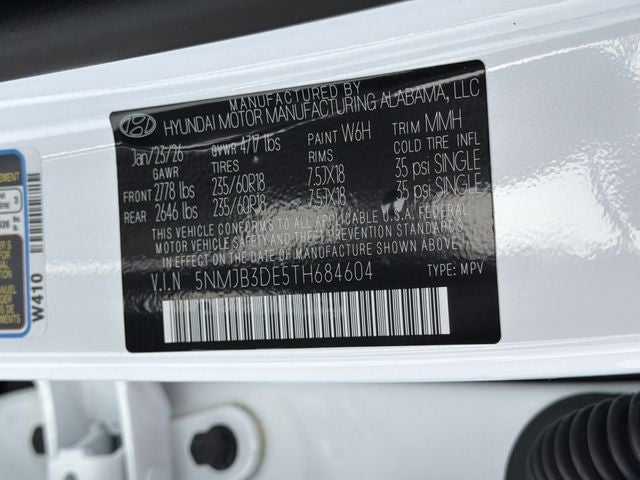 MANUFACTURED BY
HYUNDAI MOTOR MANUFACTURING ALABAMA, LLC
Jan/23/26 GVWR 4717 lbs PAINT W6H TRIM MMH
GAWR TIRES RIMS COLD TIRE INFL
FRONT 2778 lbs 235/60R18 7.5JX18 35 psi SINGLE
REAR 2646 lbs 235/60R18 7.5JX18 35 psi SINGLE
THIS VEHICLE CONFORMS TO ALL APPLICABLE U.S.A. FEDERAL
MOTOR VEHICLE SAFETY, BUMPER, AND THEFT PREVENTION STANDARDS
IN EFFECT ON THE DATE OF MANUFACTURE SHOWN ABOVE.
V.I.N 5NMJB3DE5TH684604 TYPE: MPV
W410